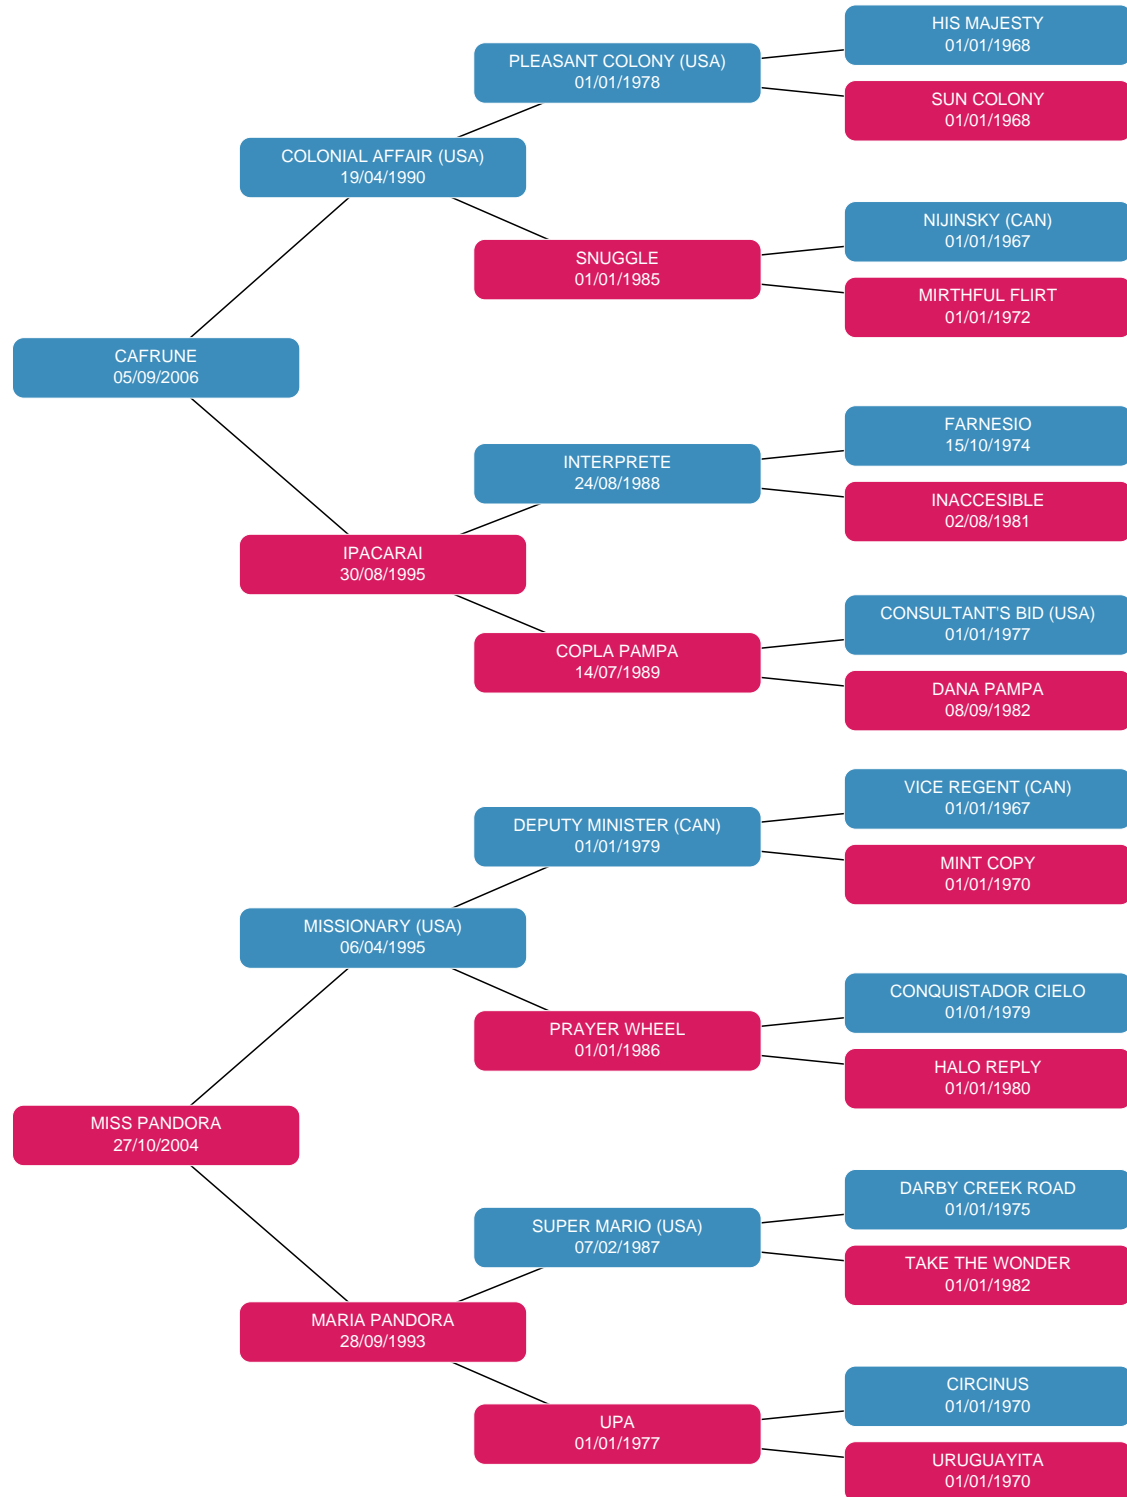 HIS MAJESTY
01/01/1968
PLEASANT COLONY (USA)
01/01/1978
SUN COLONY
01/01/1968
COLONIAL AFFAIR (USA)
19/04/1990
NIJINSKY (CAN)
01/01/1967
SNUGGLE
01/01/1985
MIRTHFUL FLIRT
01/01/1972
CAFRUNE
05/09/2006
FARNESIO
15/10/1974
INTERPRETE
24/08/1988
INACCESIBLE
02/08/1981
IPACARAI
30/08/1995
CONSULTANT'S BID (USA)
01/01/1977
COPLA PAMPA
14/07/1989
DANA PAMPA
08/09/1982
VICE REGENT (CAN)
01/01/1967
DEPUTY MINISTER (CAN)
01/01/1979
MINT COPY
01/01/1970
MISSIONARY (USA)
06/04/1995
CONQUISTADOR CIELO
01/01/1979
PRAYER WHEEL
01/01/1986
HALO REPLY
01/01/1980
MISS PANDORA
27/10/2004
DARBY CREEK ROAD
01/01/1975
SUPER MARIO (USA)
07/02/1987
TAKE THE WONDER
01/01/1982
MARIA PANDORA
28/09/1993
CIRCINUS
01/01/1970
UPA
01/01/1977
URUGUAYITA
01/01/1970